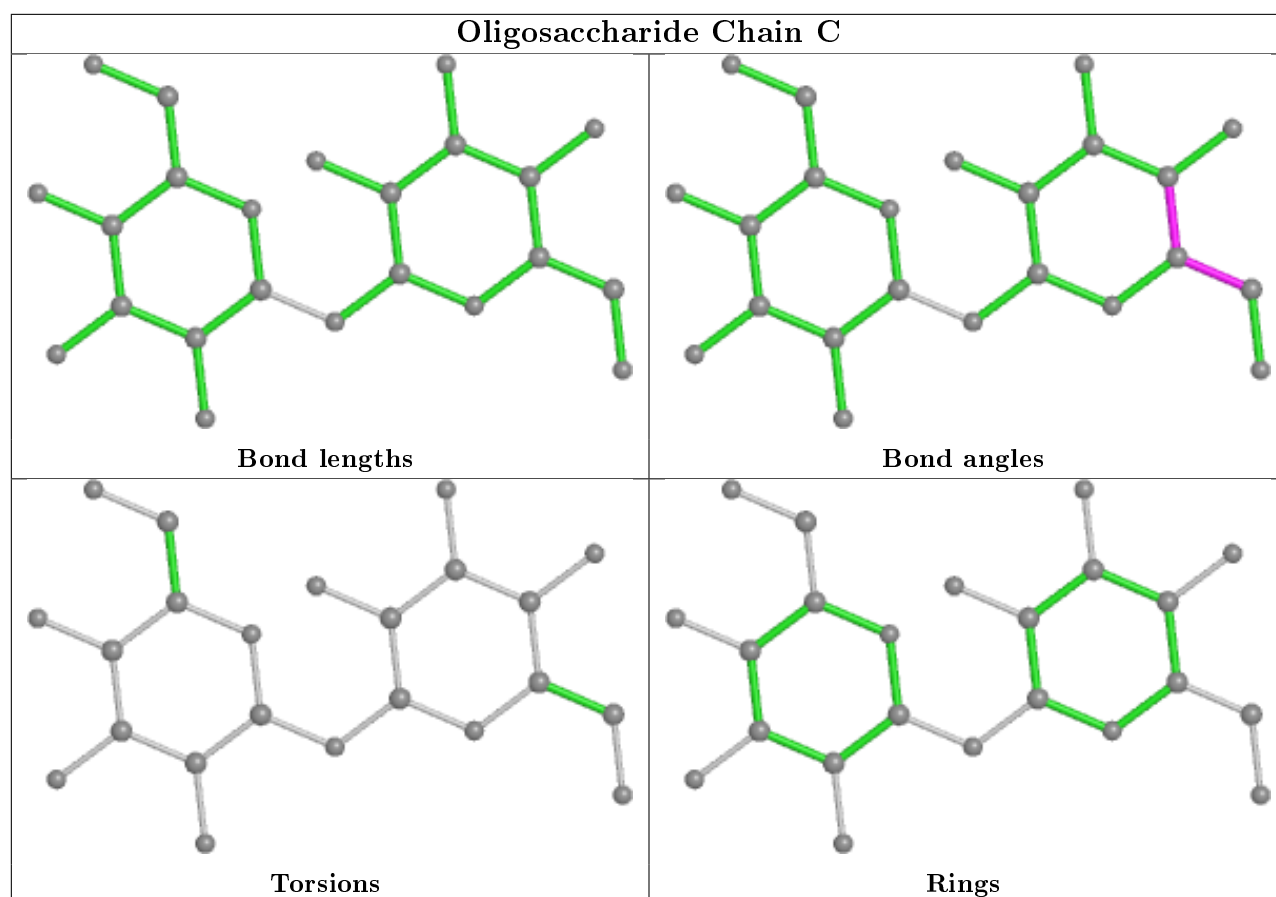 Oligosaccharide Chain C
Bond lengths
Bond angles
Torsions
Rings